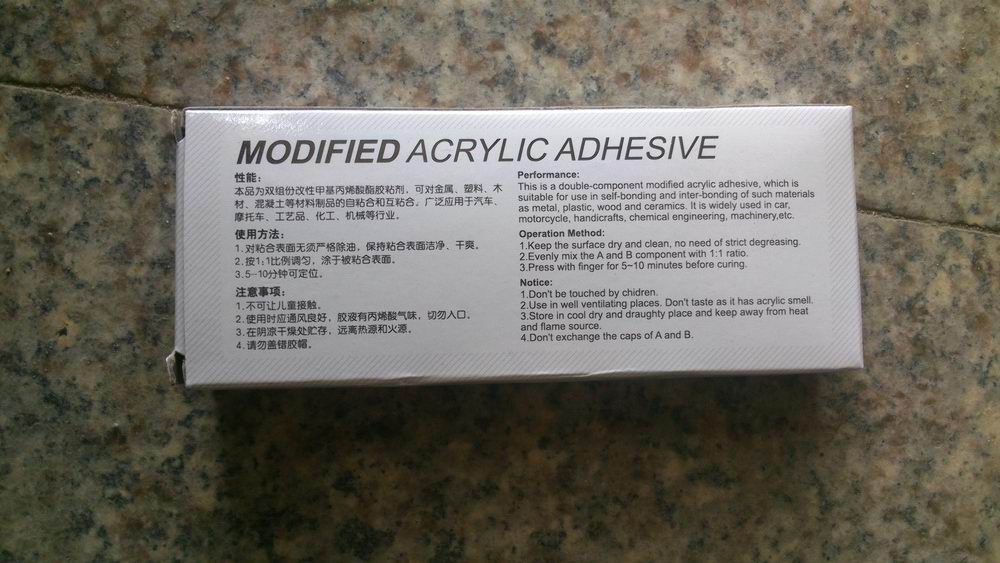 MODIFIED ACRYLIC ADHESIVE
性能：
本品为双组份改性甲基丙烯酸酯胶粘剂，可对金属、塑料、木
材、混凝土等材料制品的自粘合和互粘合。广泛应用于汽车、
摩托车、工艺品、化工、机械等行业。
使用方法：
1.对粘合表面无须严格除油，保持粘合表面洁净、干爽。
2.按1:1比例调匀，涂于被粘合表面。
3.5-10分钟可定位。
注意事项：
1.不可让儿童接触。
2.使用时应通风良好，胶液有丙烯酸气味，切勿入口。
3.在阴凉干燥处贮存，远离热源和火源。
4.请勿盖错胶帽。
Performance:
This is a double-component modified acrylic adhesive, which is
suitable for use in self-bonding and inter-bonding of such materials
as metal, plastic, wood and ceramics. It is widely used in car,
motorcycle, handicrafts, chemical engineering, machinery,etc.
Operation Method:
1.Keep the surface dry and clean, no need of strict degreasing.
2.Evenly mix the A and B component with 1:1 ratio.
3.Press with finger for 5~10 minutes before curing.
Notice:
1.Don't be touched by chidren.
2.Use in well ventilating places. Don't taste as it has acrylic smell.
3.Store in cool dry and draughty place and keep away from heat
and flame source.
4.Don't exchange the caps of A and B.